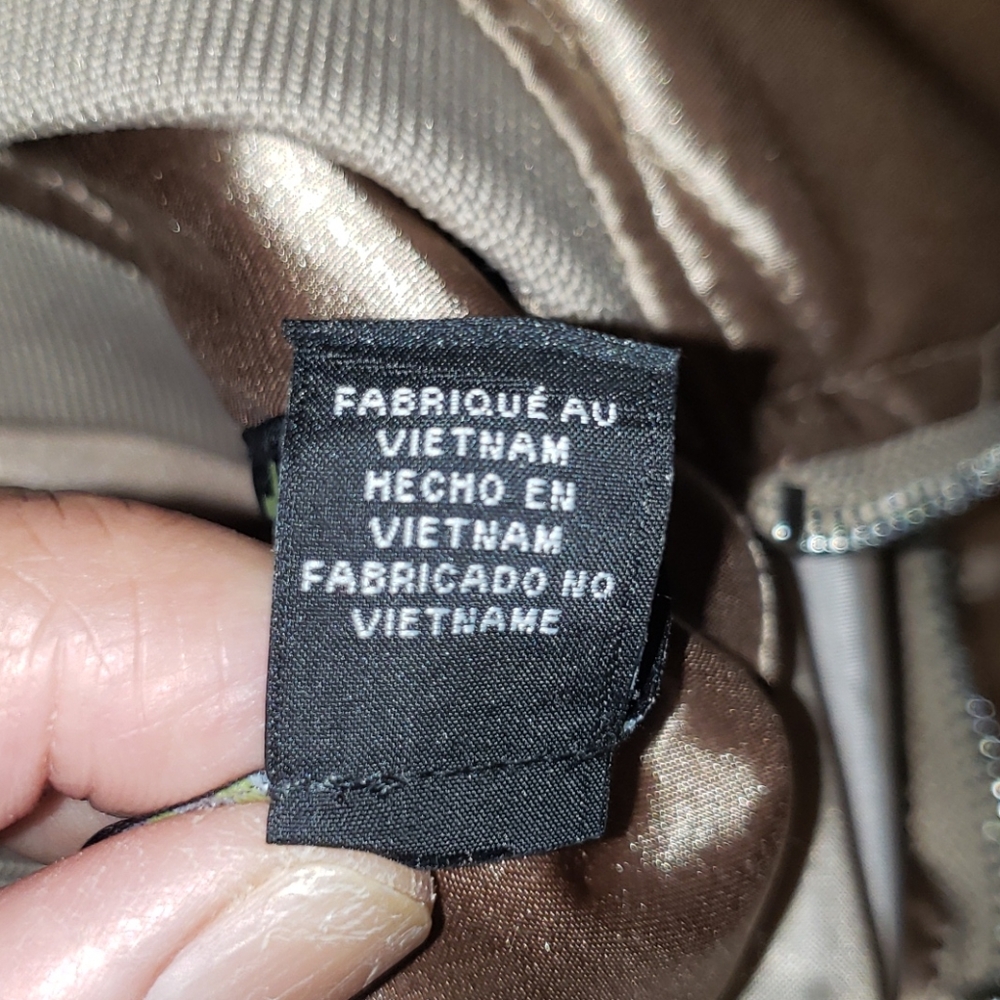 FABRIQUÉ AU
VIETNAM
HECHO EN
VIETNAM
FABRICADO NO
VIETNAME